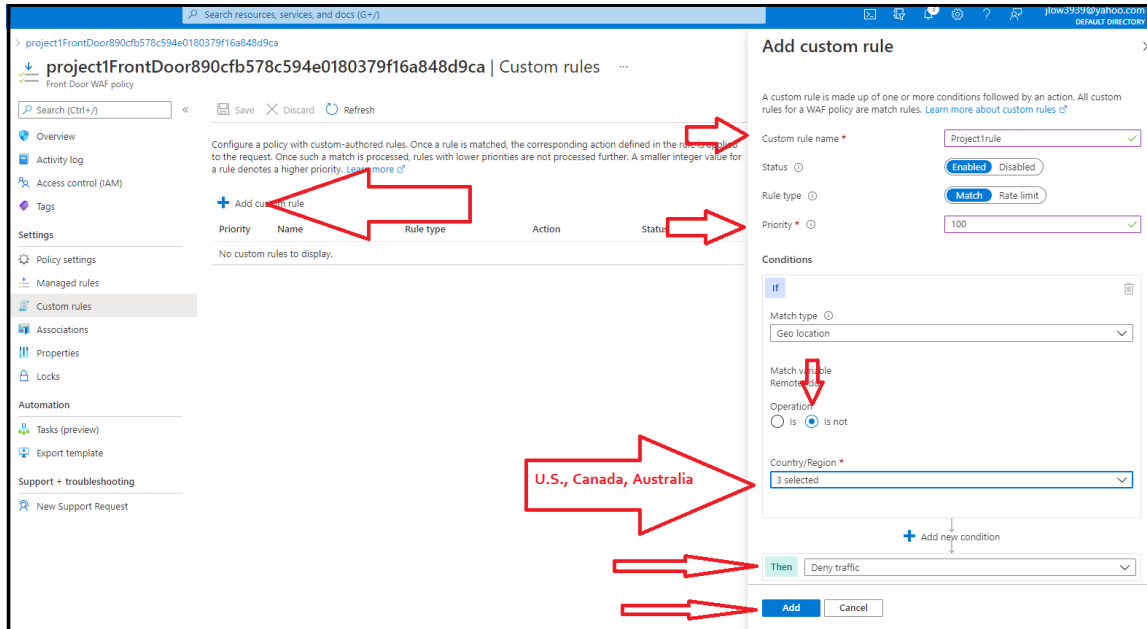 Search resources, services, and docs (G+/)
jlow3939@yahoo.com
DEFAULT DIRECTORY
project1FrontDoor890cfb578c594e0180379f16a848d9ca
project1FrontDoor890cfb578c594e0180379f16a848d9ca | Custom rules ...
Front Door WAF policy
Search (Ctrl+/)
Overview
Activity log
Access control (IAM)
Tags
Settings
Policy settings
Managed rules
Custom rules
Associations
Properties
Locks
Automation
Tasks (preview)
Export template
Support + troubleshooting
New Support Request
Save
Discard
Refresh
Configure a policy with custom-authored rules. Once a rule is matched, the corresponding action defined in the rule is applied
to the request. Once such a match is processed, rules with lower priorities are not processed further. A smaller integer value for
a rule denotes a higher priority. Learn more
Add custom rule
Priority Name Rule type Action Status
No custom rules to display.
U.S., Canada, Australia
Add custom rule
A custom rule is made up of one or more conditions followed by an action. All custom
rules for a WAF policy are match rules. Learn more about custom rules
Custom rule name * Project1rule
Status Enabled Disabled
Rule type Match Rate limit
Priority * 100
Conditions
If
Match type
Geo location
Match variable
Operation
Is Is not
Country/Region *
3 selected
Add new condition
Then Deny traffic
Add Cancel